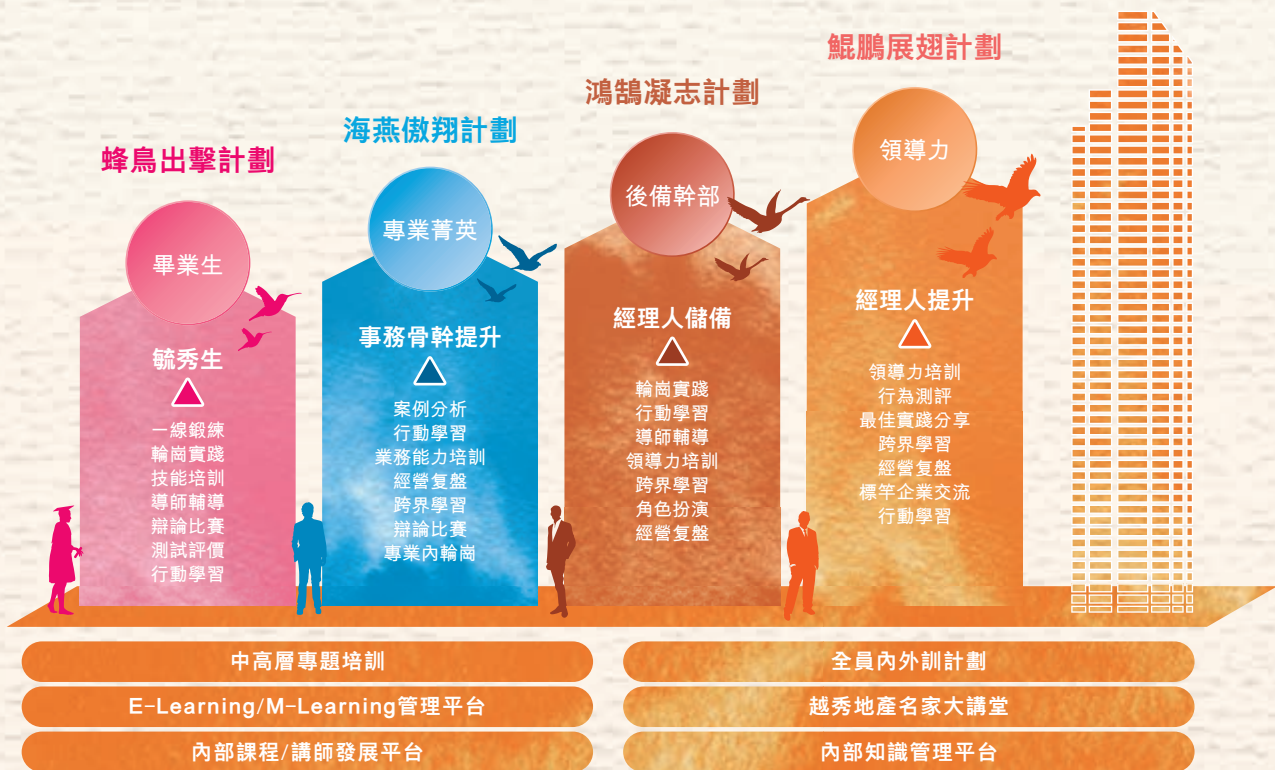 蜂鳥出擊計劃
畢業生
毓秀生
一線鍛練
輪崗實踐
技能培訓
導師輔導
辯論比賽
測試評價
行動學習
海燕傲翔計劃
專業菁英
事務骨幹提升
案例分析
行動學習
業務能力培訓
經營复盤
跨界學習
辯論比賽
專業內輪崗
鴻鵠凝志計劃
後備幹部
經理人儲備
輪崗實踐
行動學習
導師輔導
領導力培訓
跨界學習
角色扮演
經營复盤
鯤鵬展翅計劃
領導力
經理人提升
領導力培訓
行為測評
最佳實踐分享
跨界學習
經營复盤
標竿企業交流
行動學習
中高層專題培訓
全員內外訓計劃
E-Learning/M-Learning管理平台
越秀地產名家大講堂
內部課程/講師發展平台
內部知識管理平台